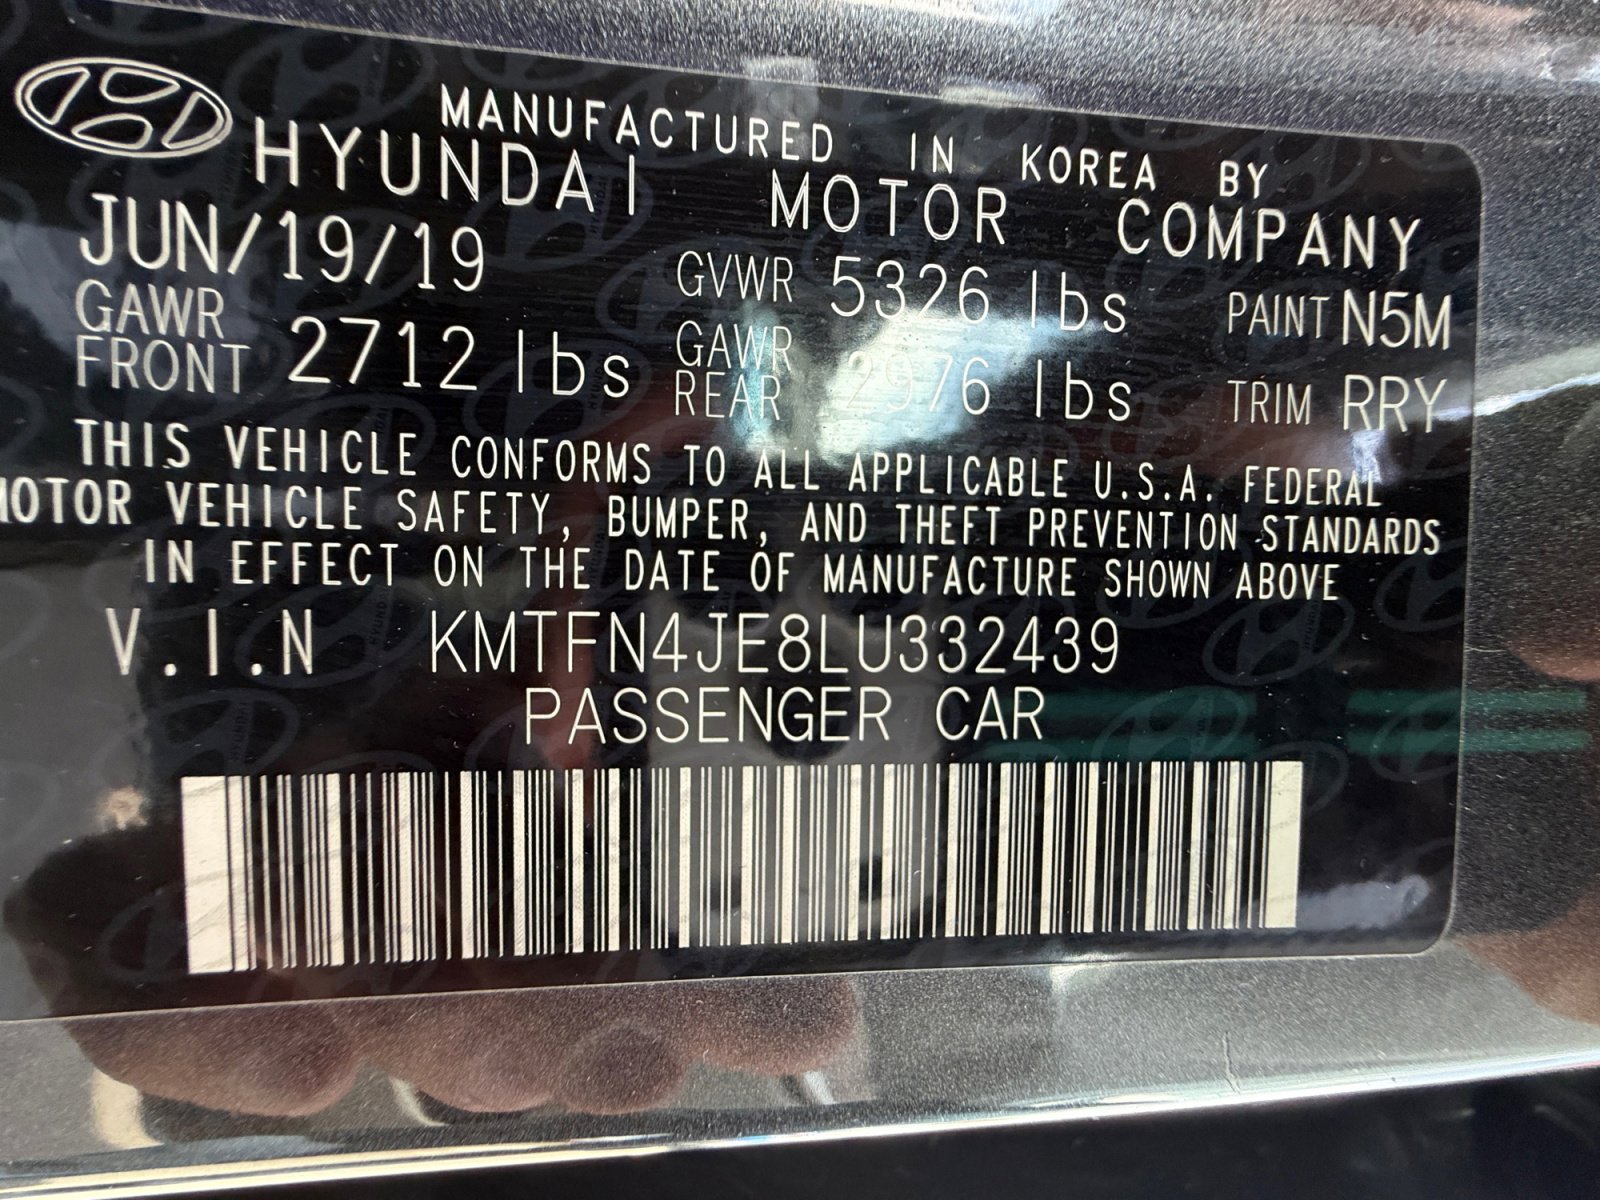 MANUFACTURED IN KOREA BY
HYUNDAI MOTOR COMPANY
JUN/19/19 GVWR 5326 lbs PAINT N5M
GAWR FRONT 2712 lbs GAWR REAR 2976 lbs TRIM RRY
THIS VEHICLE CONFORMS TO ALL APPLICABLE U.S.A. FEDERAL
MOTOR VEHICLE SAFETY, BUMPER, AND THEFT PREVENTION STANDARDS
IN EFFECT ON THE DATE OF MANUFACTURE SHOWN ABOVE
V.I.N KMTFN4JE8LU332439
PASSENGER CAR